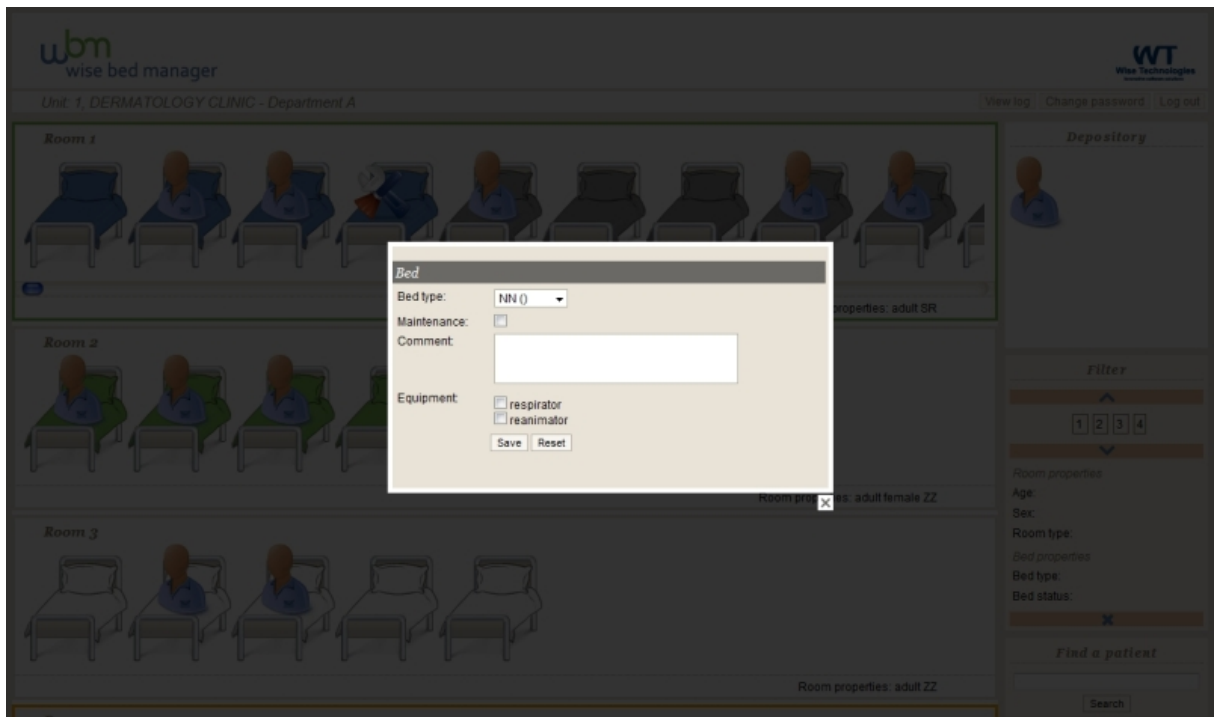 wbm
wise bed manager
WT
Wise Technologies
Unit: 1, DERMATOLOGY CLINIC - Department A
View log Change password Log out
Room 1
Depository
Bed
Bed type: NN ()
Maintenance:
Comment:
Equipment: respirator
reanimator
Save Reset
properties: adult SR
Room 2
Filter
1 2 3 4
Room properties
Age:
Sex:
Room type:
Bed properties
Bed type:
Bed status:
Room prop es: adult female ZZ
Room 3
Find a patient
Search
Room properties: adult ZZ